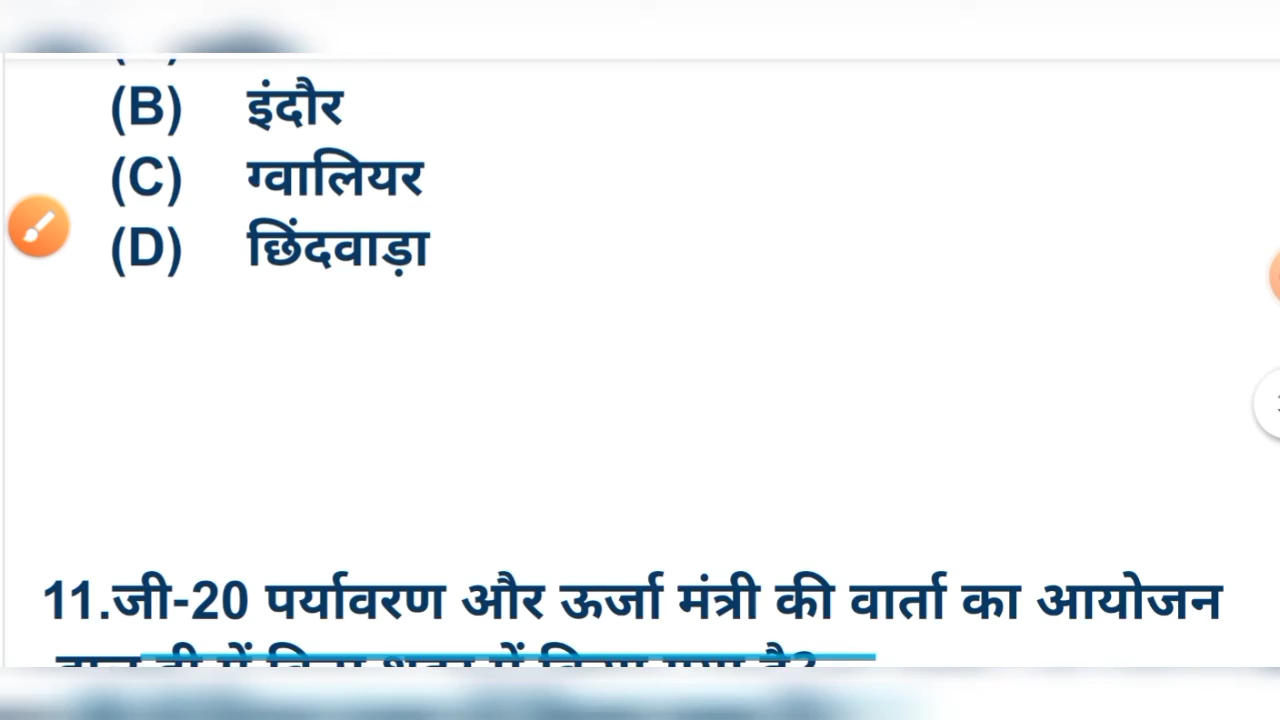 (B) इंदौर
(C) ग्वालियर
(D) छिंदवाड़ा
11.जी-20 पर्यावरण और ऊर्जा मंत्री की वार्ता का आयोजन